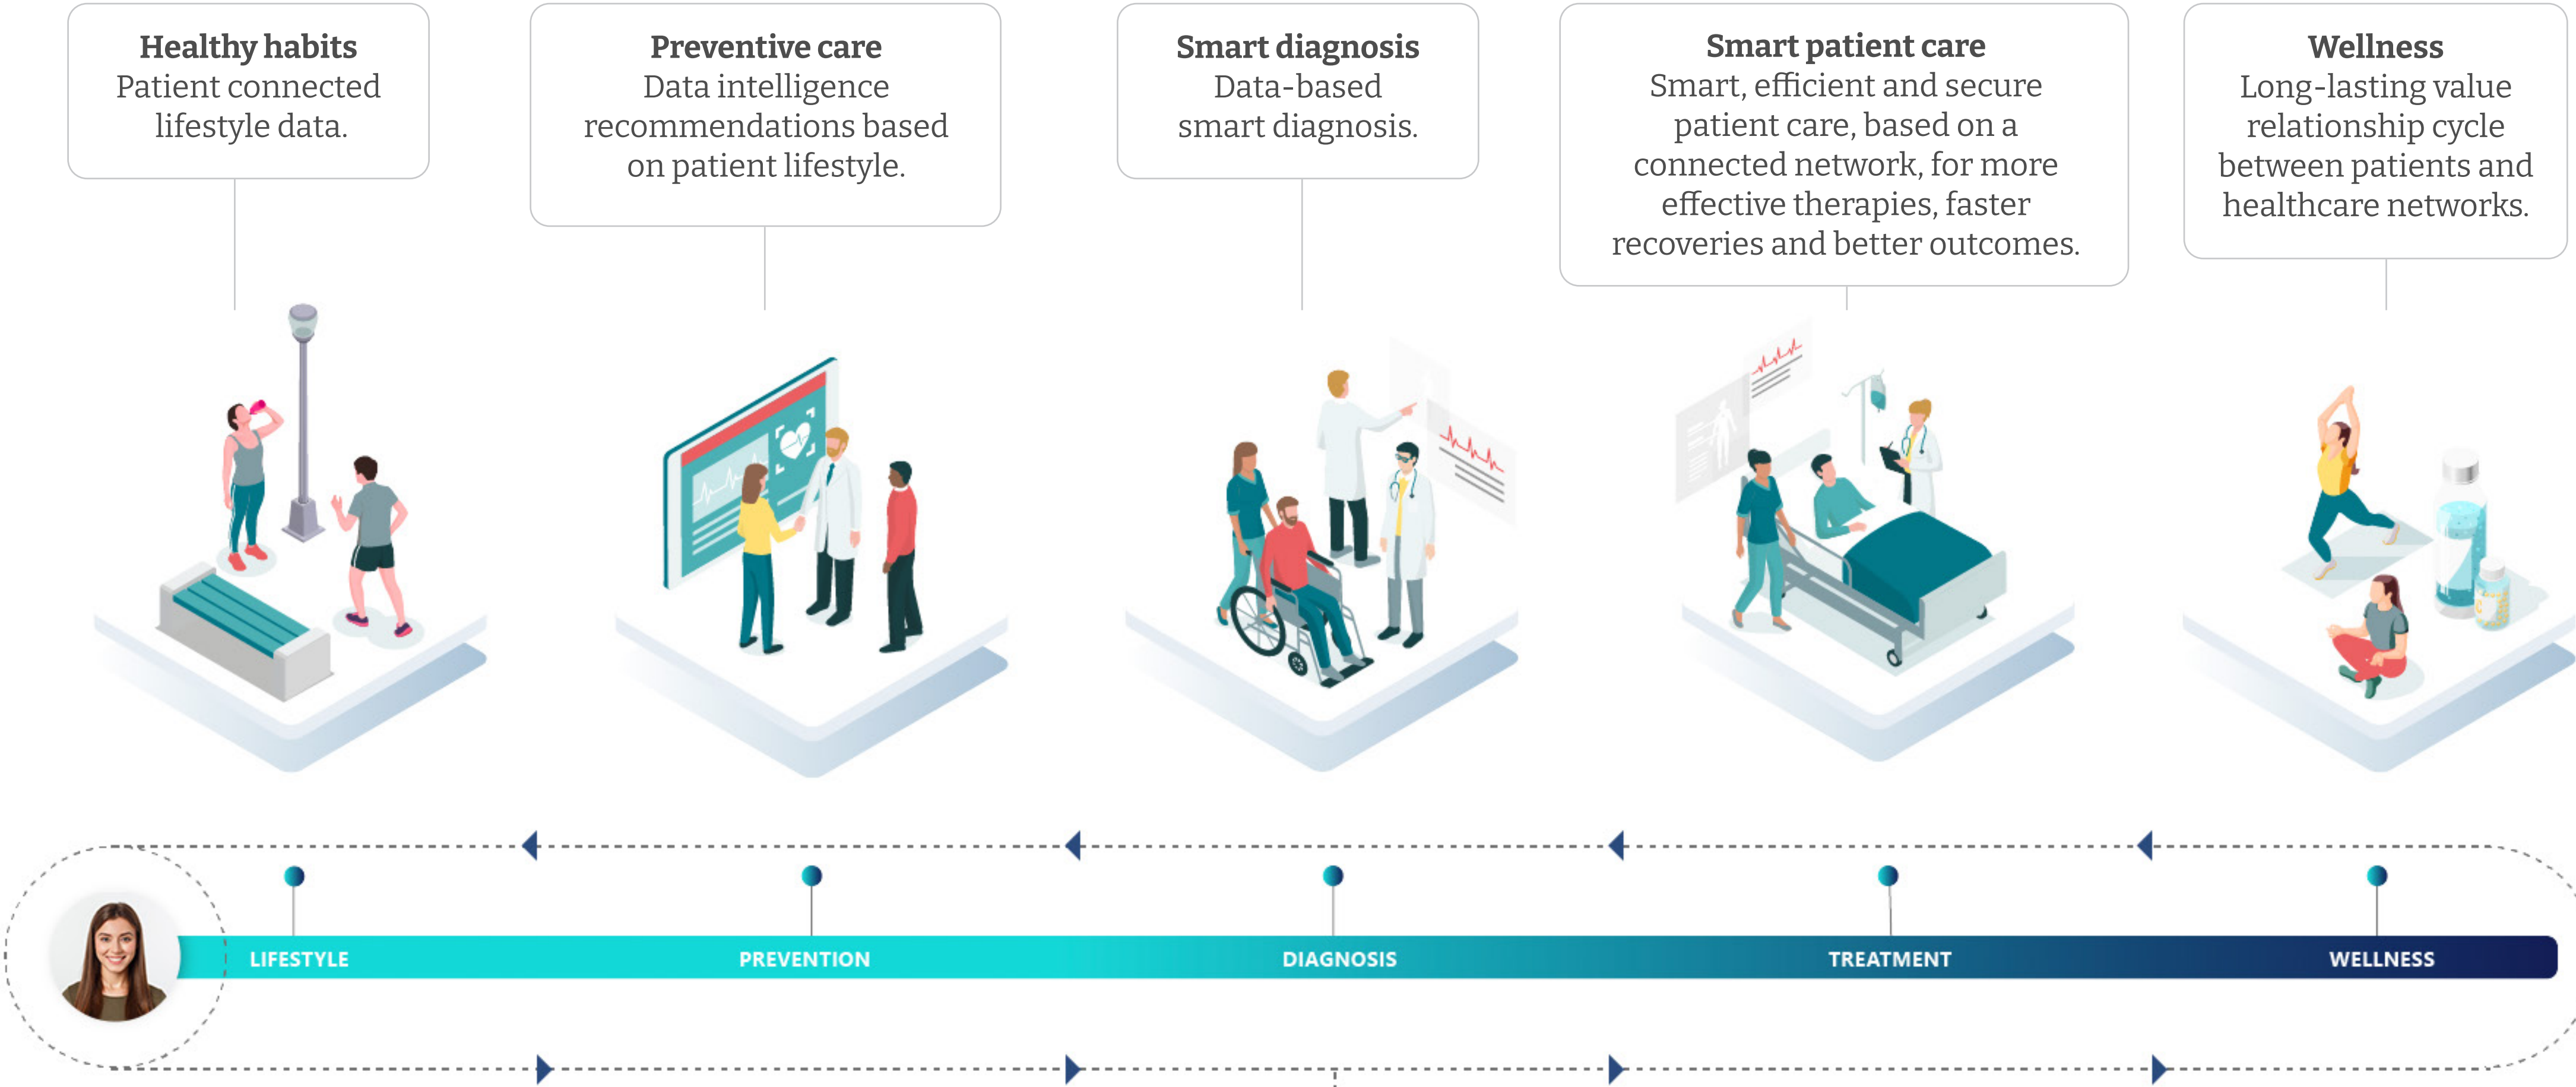 Healthy habits
Patient connected
lifestyle data.
Preventive care
Data intelligence
recommendations based
on patient lifestyle.
Smart diagnosis
Data-based
smart diagnosis.
Smart patient care
Smart, efficient and secure
patient care, based on a
connected network, for more
effective therapies, faster
recoveries and better outcomes.
Wellness
Long-lasting value
relationship cycle
between patients and
healthcare networks.
LIFESTYLE
PREVENTION
DIAGNOSIS
TREATMENT
WELLNESS